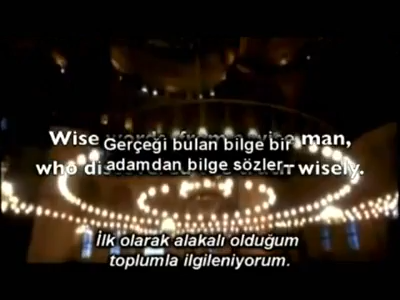 Wise man,
Gerçeği bulan bilge bir
adamdan bilge sözler--
who wisely.
İlk olarak alakalı olduğum
toplumla ilgileniyorum.